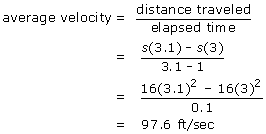 average velocity = distance traveled / elapsed time
= s(3.1) − s(3) / 3.1 − 1
= 16(3.1)² − 16(3)² / 0.1
= 97.6 ft/sec